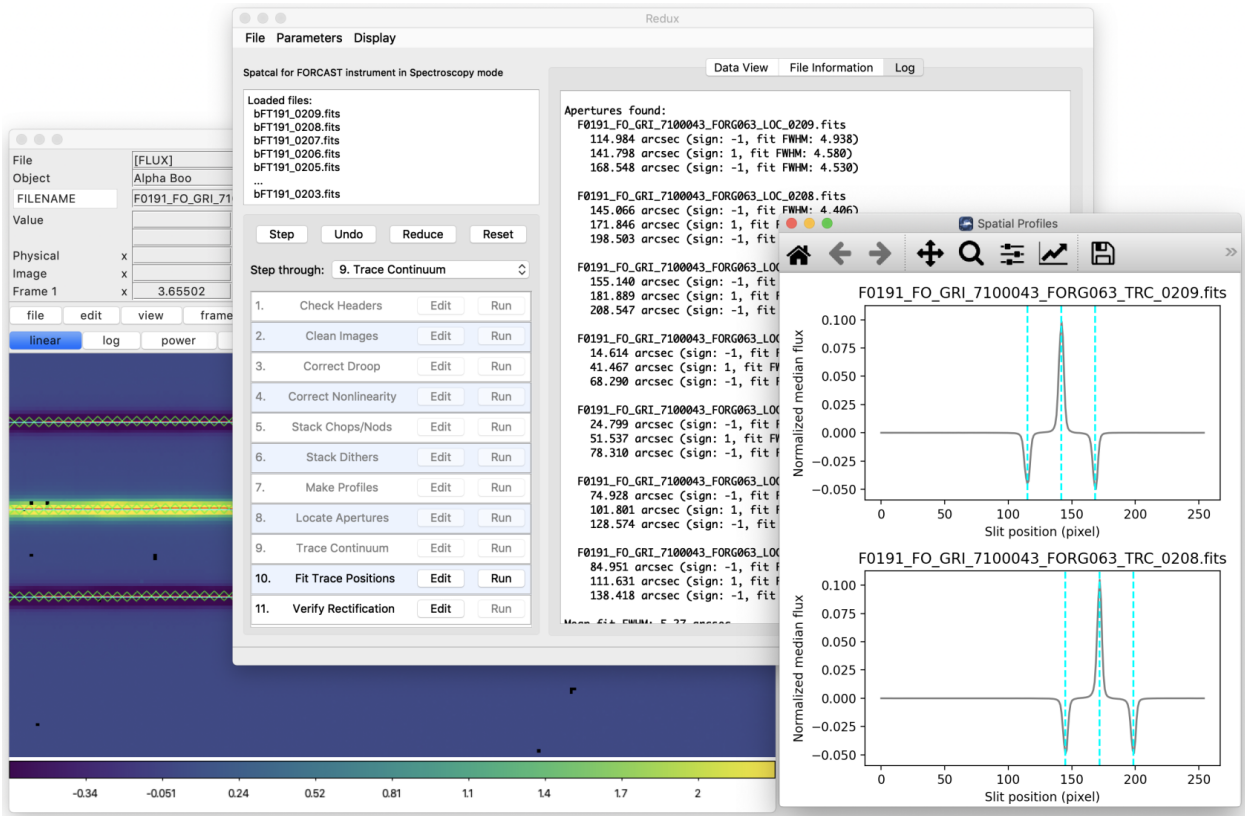 Redux
File Parameters Display
Spatcal for FORCAST instrument in Spectroscopy mode
Loaded files:
bFT191_0209.fits
bFT191_0208.fits
bFT191_0207.fits
bFT191_0206.fits
bFT191_0205.fits
...
bFT191_0203.fits
Step Undo Reduce Reset
Step through: 9. Trace Continuum
1. Check Headers Edit Run
2. Clean Images Edit Run
3. Correct Droop Edit Run
4. Correct Nonlinearity Edit Run
5. Stack Chops/Nods Edit Run
6. Stack Dithers Edit Run
7. Make Profiles Edit Run
8. Locate Apertures Edit Run
9. Trace Continuum Edit Run
10. Fit Trace Positions Edit Run
11. Verify Rectification Edit Run
Data View File Information Log
Apertures found:
F0191_FO_GRI_7100043_FORG063_LOC_0209.fits
114.984 arcsec (sign: -1, fit FWHM: 4.938)
141.798 arcsec (sign: 1, fit FWHM: 4.580)
168.548 arcsec (sign: -1, fit FWHM: 4.530)
F0191_FO_GRI_7100043_FORG063_LOC_0208.fits
145.066 arcsec (sign: -1, fit FWHM: 4.406)
171.846 arcsec (sign: 1, fit F
198.503 arcsec (sign: -1, fit
F0191_FO_GRI_7100043_FORG063_LOC
155.140 arcsec (sign: -1, fit
181.889 arcsec (sign: 1, fit F
208.547 arcsec (sign: -1, fit
F0191_FO_GRI_7100043_FORG063_LOC
14.614 arcsec (sign: -1, fit F
41.467 arcsec (sign: 1, fit FW
68.290 arcsec (sign: -1, fit F
F0191_FO_GRI_7100043_FORG063_LOC
24.799 arcsec (sign: -1, fit F
51.537 arcsec (sign: 1, fit FW
78.310 arcsec (sign: -1, fit F
F0191_FO_GRI_7100043_FORG063_LOC
74.928 arcsec (sign: -1, fit F
101.801 arcsec (sign: 1, fit F
128.574 arcsec (sign: -1, fit
F0191_FO_GRI_7100043_FORG063_LOC
84.951 arcsec (sign: -1, fit F
111.631 arcsec (sign: 1, fit F
138.418 arcsec (sign: -1, fit
Mean fit FWHM: 5.27 arcsec
File [FLUX]
Object Alpha Boo
FILENAME F0191_FO_GRI_71
Value
Physical x
Image x
Frame 1 x 3.65502
file edit view frame
linear log power
-0.34 -0.051 0.24 0.52 0.81 1.1 1.4 1.7 2
Spatial Profiles
F0191_FO_GRI_7100043_FORG063_TRC_0209.fits
Normalized median flux
0.100
0.075
0.050
0.025
0.000
−0.025
−0.050
0 50 100 150 200 250
Slit position (pixel)
F0191_FO_GRI_7100043_FORG063_TRC_0208.fits
Normalized median flux
0.100
0.075
0.050
0.025
0.000
−0.025
−0.050
0 50 100 150 200 250
Slit position (pixel)